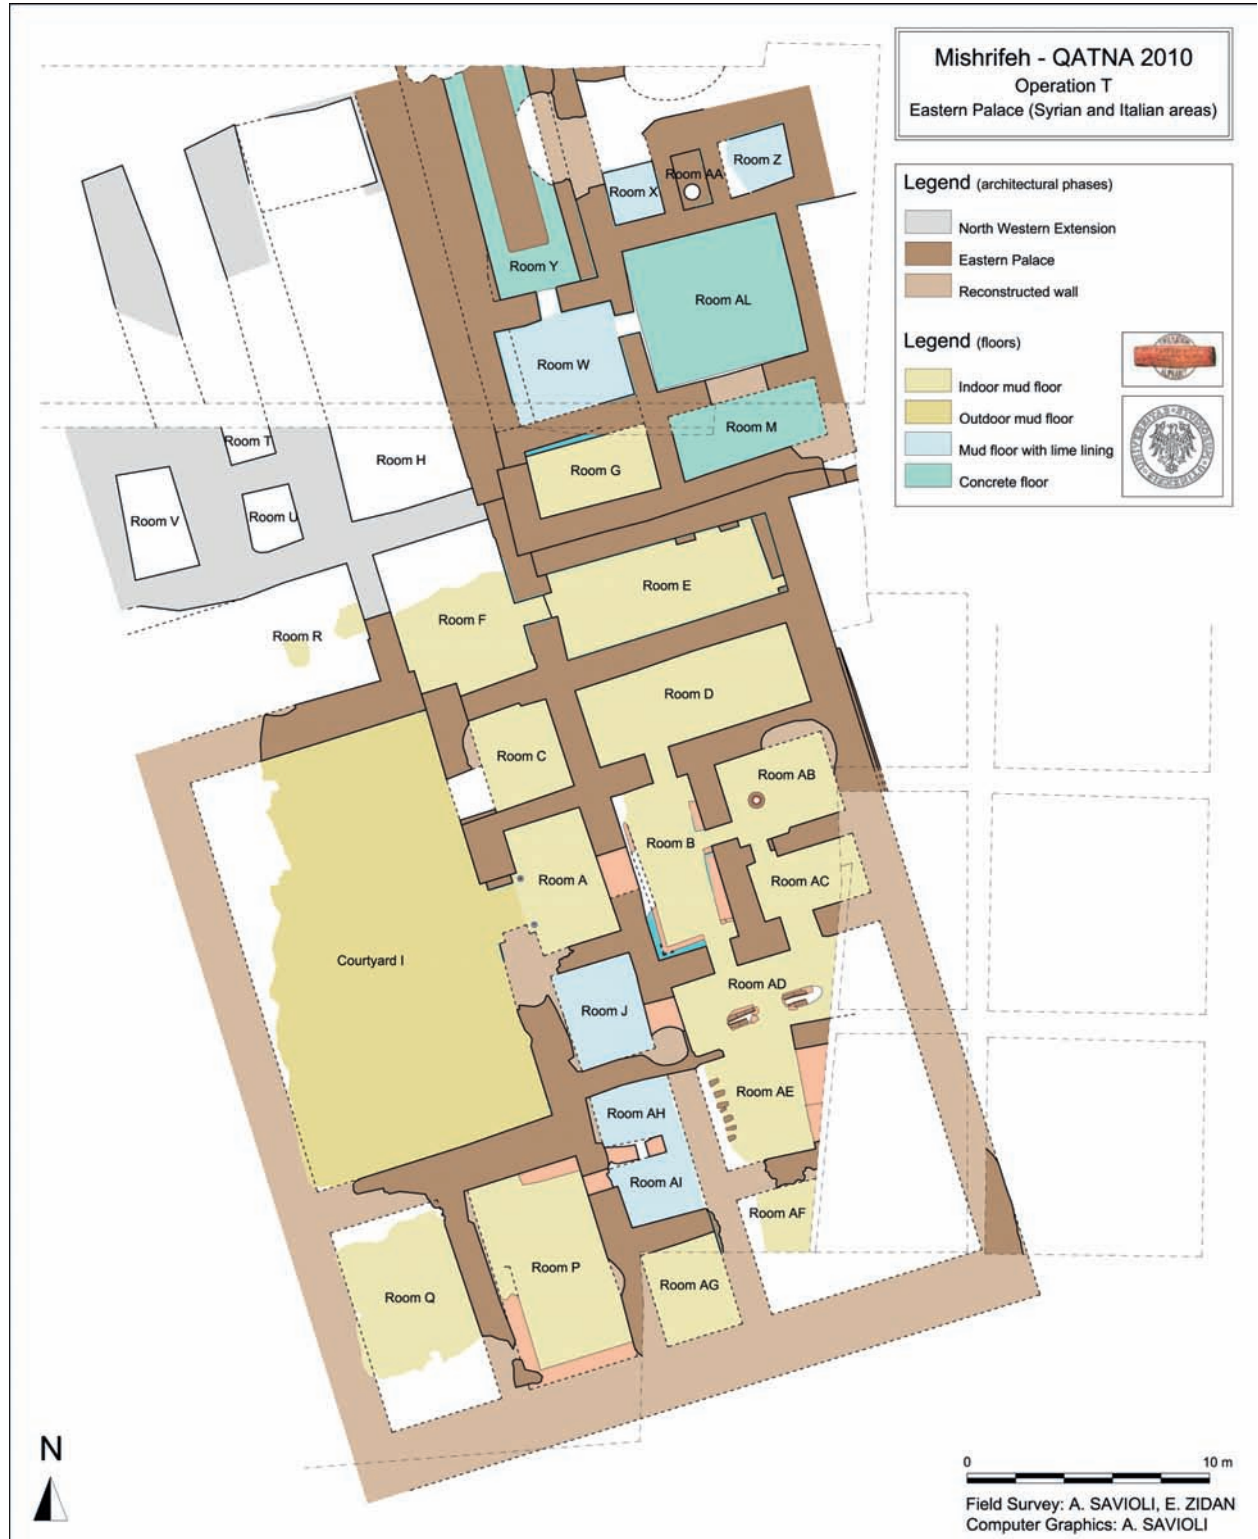 Mishrifeh - QATNA 2010
Operation T
Eastern Palace (Syrian and Italian areas)
Legend (architectural phases)
North Western Extension
Eastern Palace
Reconstructed wall
Legend (floors)
Indoor mud floor
Outdoor mud floor
Mud floor with lime lining
Concrete floor
Room Z
Room AA
Room X
Room Y
Room AL
Room W
Room M
Room T
Room H
Room G
Room V
Room U
Room E
Room F
Room R
Room D
Room C
Room AB
Room B
Room A
Room AC
Courtyard I
Room AD
Room J
Room AE
Room AH
Room AI
Room AF
Room P
Room AG
Room Q
N
0 10 m
Field Survey: A. SAVIOLI, E. ZIDAN
Computer Graphics: A. SAVIOLI